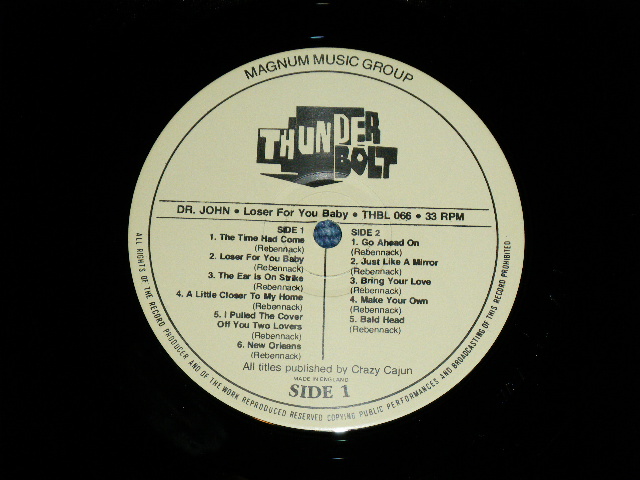 MAGNUM MUSIC GROUP
THUNDER
BOLT
DR. JOHN • Loser For You Baby • THBL 066 • 33 RPM
SIDE 1
1. The Time Had Come
(Rebennack)
2. Loser For You Baby
(Rebennack)
3. The Ear Is On Strike
(Rebennack)
4. A Little Closer To My Home
(Rebennack)
5. I Pulled The Cover
Off You Two Lovers
(Rebennack)
6. New Orleans
(Rebennack)
SIDE 2
1. Go Ahead On
(Rebennack)
2. Just Like A Mirror
(Rebennack)
3. Bring Your Love
(Rebennack)
4. Make Your Own
(Rebennack)
5. Bald Head
(Rebennack)
All titles published by Crazy Cajun
MADE IN ENGLAND
SIDE 1
ALL RIGHTS OF THE RECORD PRODUCER AND OF THE WORK REPRODUCED RESERVED COPYING PUBLIC PERFORMANCES AND BROADCASTING OF THIS RECORD PROHIBITED